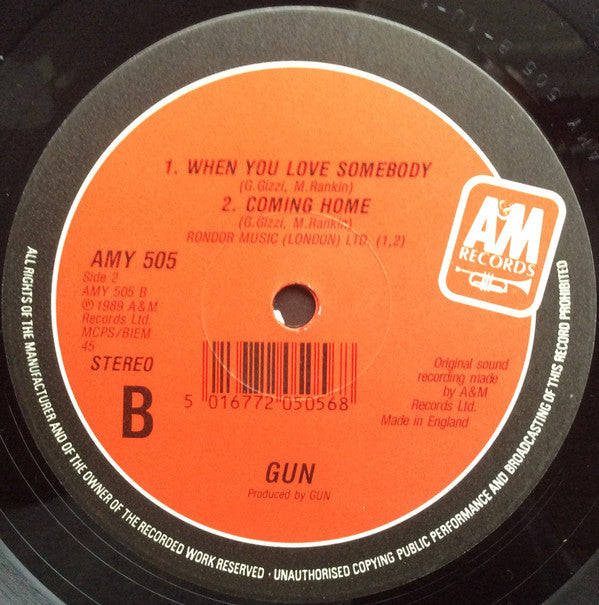 1. WHEN YOU LOVE SOMEBODY
(G.Gizzi, M.Rankin)
2. COMING HOME
(G.Gizzi, M.Rankin)
RONDOR MUSIC (LONDON) LTD. (1,2)
A&M
RECORDS
AMY 505
Side 2
AMY 505 B
℗ 1989 A&M
Records Ltd.
MCPS/BIEM
45
STEREO
B
5 016772 050568
Original sound
recording made
by A&M
Records Ltd.
Made in England
GUN
Produced by GUN
ALL RIGHTS OF THE MANUFACTURER AND OF THE OWNER OF THE RECORDED WORK RESERVED · UNAUTHORISED COPYING PUBLIC PERFORMANCE AND BROADCASTING OF THIS RECORD PROHIBITED